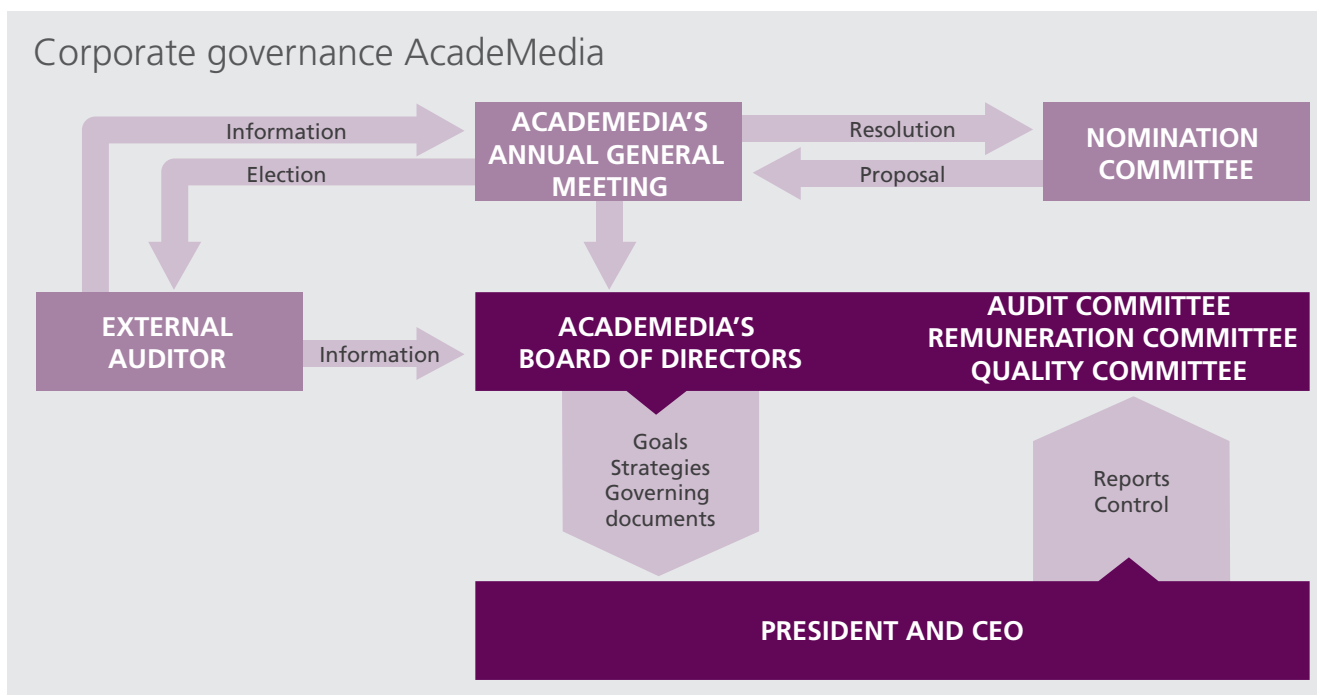 Corporate governance AcadeMedia
Information
Election
ACADEMEDIA'S
ANNUAL GENERAL
MEETING
Resolution
Proposal
NOMINATION
COMMITTEE
EXTERNAL
AUDITOR
Information
ACADEMEDIA'S
BOARD OF DIRECTORS
AUDIT COMMITTEE
REMUNERATION COMMITTEE
QUALITY COMMITTEE
Goals
Strategies
Governing
documents
Reports
Control
PRESIDENT AND CEO